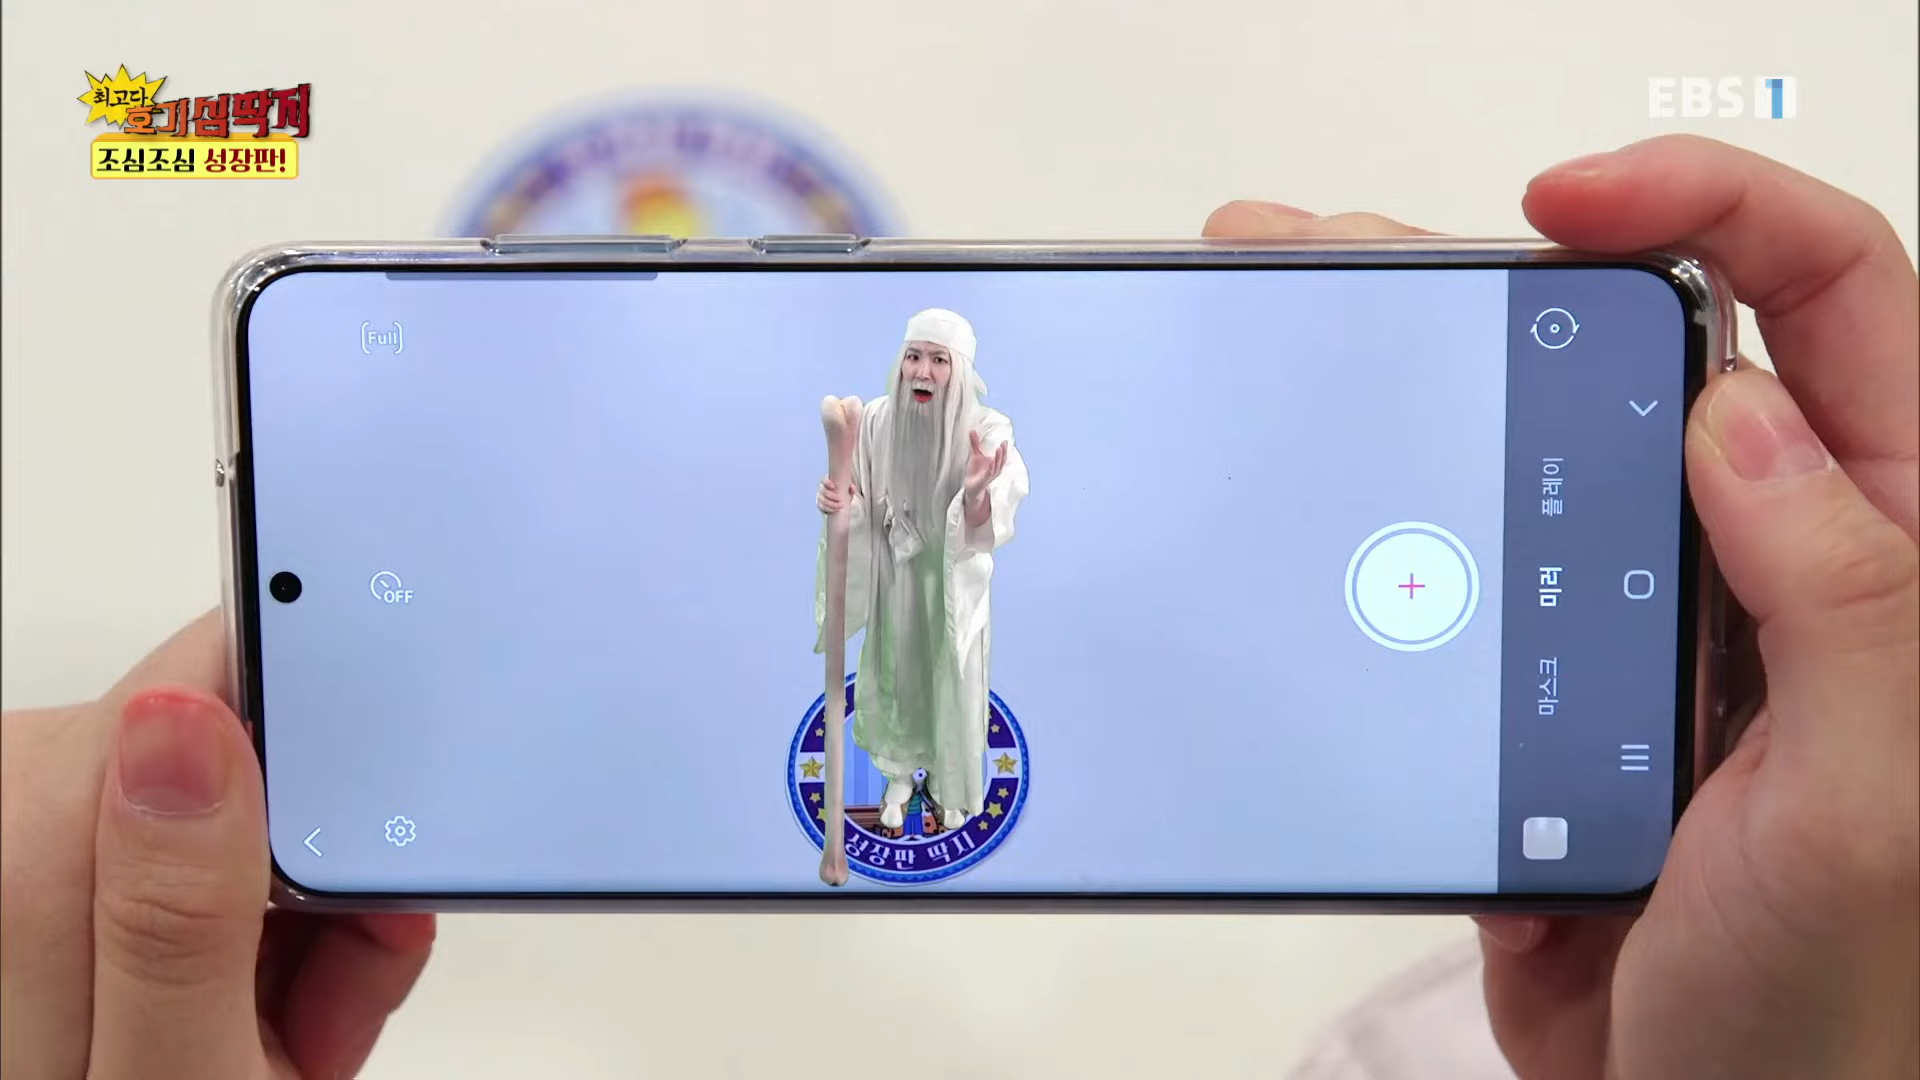 최고다
호기심딱지
조심조심 성장판!
EBS 1
Full
OFF
플레이
미러
마스크
성장판 딱지